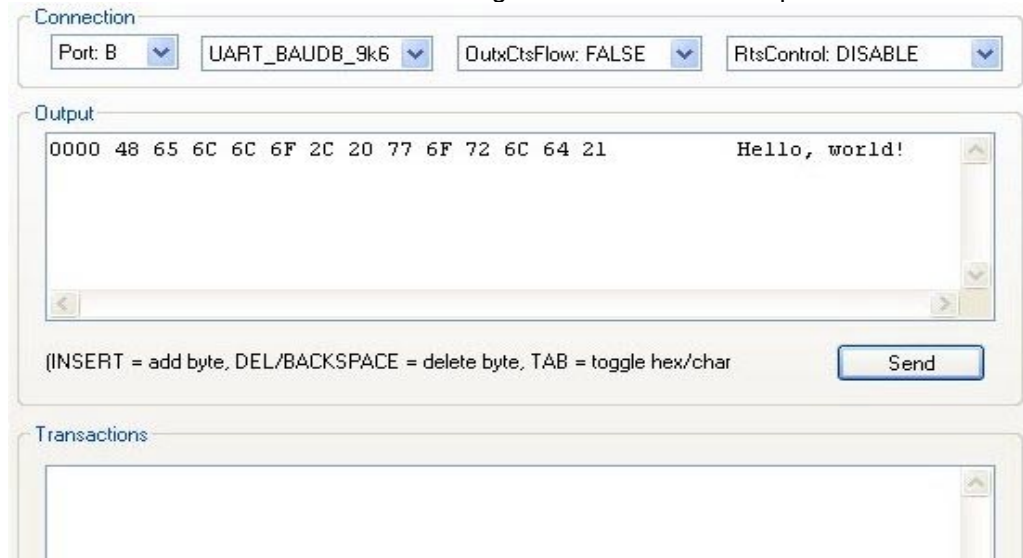 Connection
Port: B UART_BAUDB_9k6 OutxCtsFlow: FALSE RtsControl: DISABLE
Output
0000 48 65 6C 6C 6F 2C 20 77 6F 72 6C 64 21 Hello, world!
(INSERT = add byte, DEL/BACKSPACE = delete byte, TAB = toggle hex/char
Send
Transactions